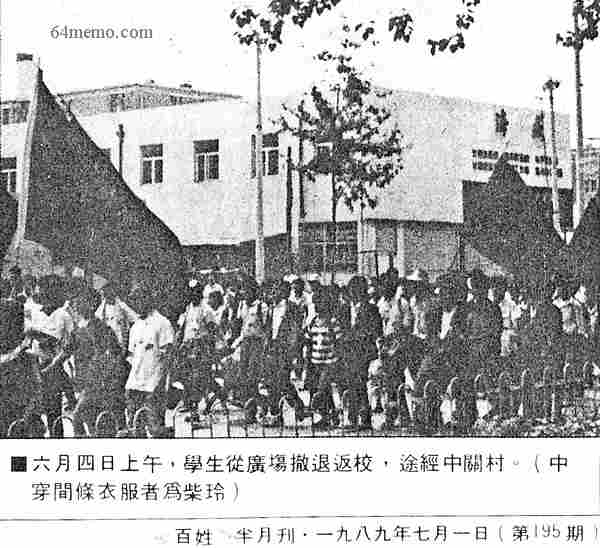 64memo.com
■六月四日上午，學生從廣場撤退返校，途經中關村。（中
穿間條衣服者為柴玲）
百姓 半月刊·一九八九年七月一日（第195期）